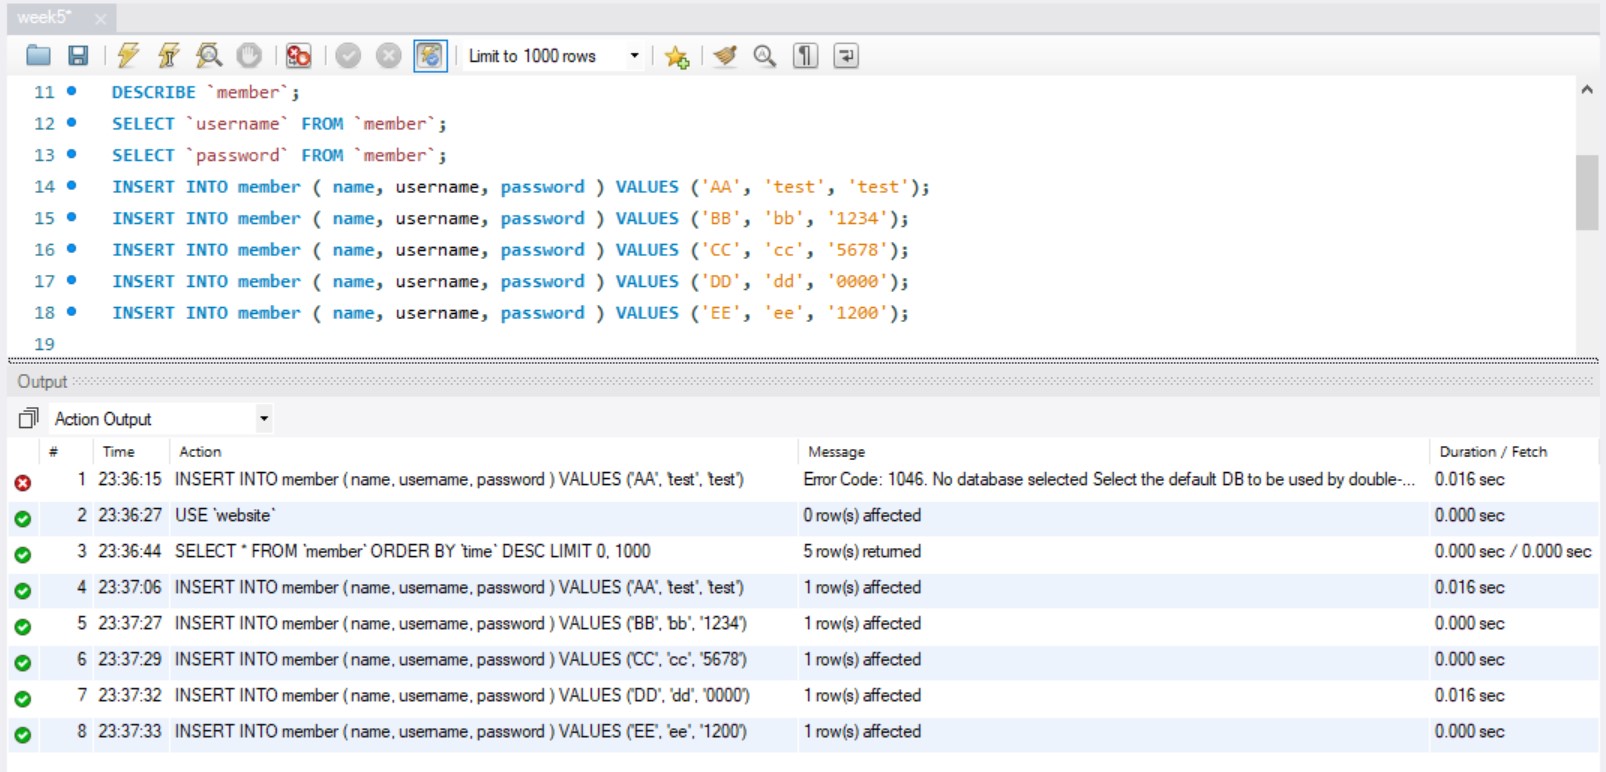 week5*
Limit to 1000 rows
11 DESCRIBE `member`;
12 SELECT `username` FROM `member`;
13 SELECT `password` FROM `member`;
14 INSERT INTO member ( name, username, password ) VALUES ('AA', 'test', 'test');
15 INSERT INTO member ( name, username, password ) VALUES ('BB', 'bb', '1234');
16 INSERT INTO member ( name, username, password ) VALUES ('CC', 'cc', '5678');
17 INSERT INTO member ( name, username, password ) VALUES ('DD', 'dd', '0000');
18 INSERT INTO member ( name, username, password ) VALUES ('EE', 'ee', '1200');
19
Output
Action Output
# Time Action Message Duration / Fetch
1 23:36:15 INSERT INTO member ( name, username, password ) VALUES ('AA', 'test', 'test') Error Code: 1046. No database selected Select the default DB to be used by double-... 0.016 sec
2 23:36:27 USE `website` 0 row(s) affected 0.000 sec
3 23:36:44 SELECT * FROM `member` ORDER BY `time` DESC LIMIT 0, 1000 5 row(s) returned 0.000 sec / 0.000 sec
4 23:37:06 INSERT INTO member ( name, username, password ) VALUES ('AA', 'test', 'test') 1 row(s) affected 0.016 sec
5 23:37:27 INSERT INTO member ( name, username, password ) VALUES ('BB', 'bb', '1234') 1 row(s) affected 0.000 sec
6 23:37:29 INSERT INTO member ( name, username, password ) VALUES ('CC', 'cc', '5678') 1 row(s) affected 0.000 sec
7 23:37:32 INSERT INTO member ( name, username, password ) VALUES ('DD', 'dd', '0000') 1 row(s) affected 0.016 sec
8 23:37:33 INSERT INTO member ( name, username, password ) VALUES ('EE', 'ee', '1200') 1 row(s) affected 0.000 sec